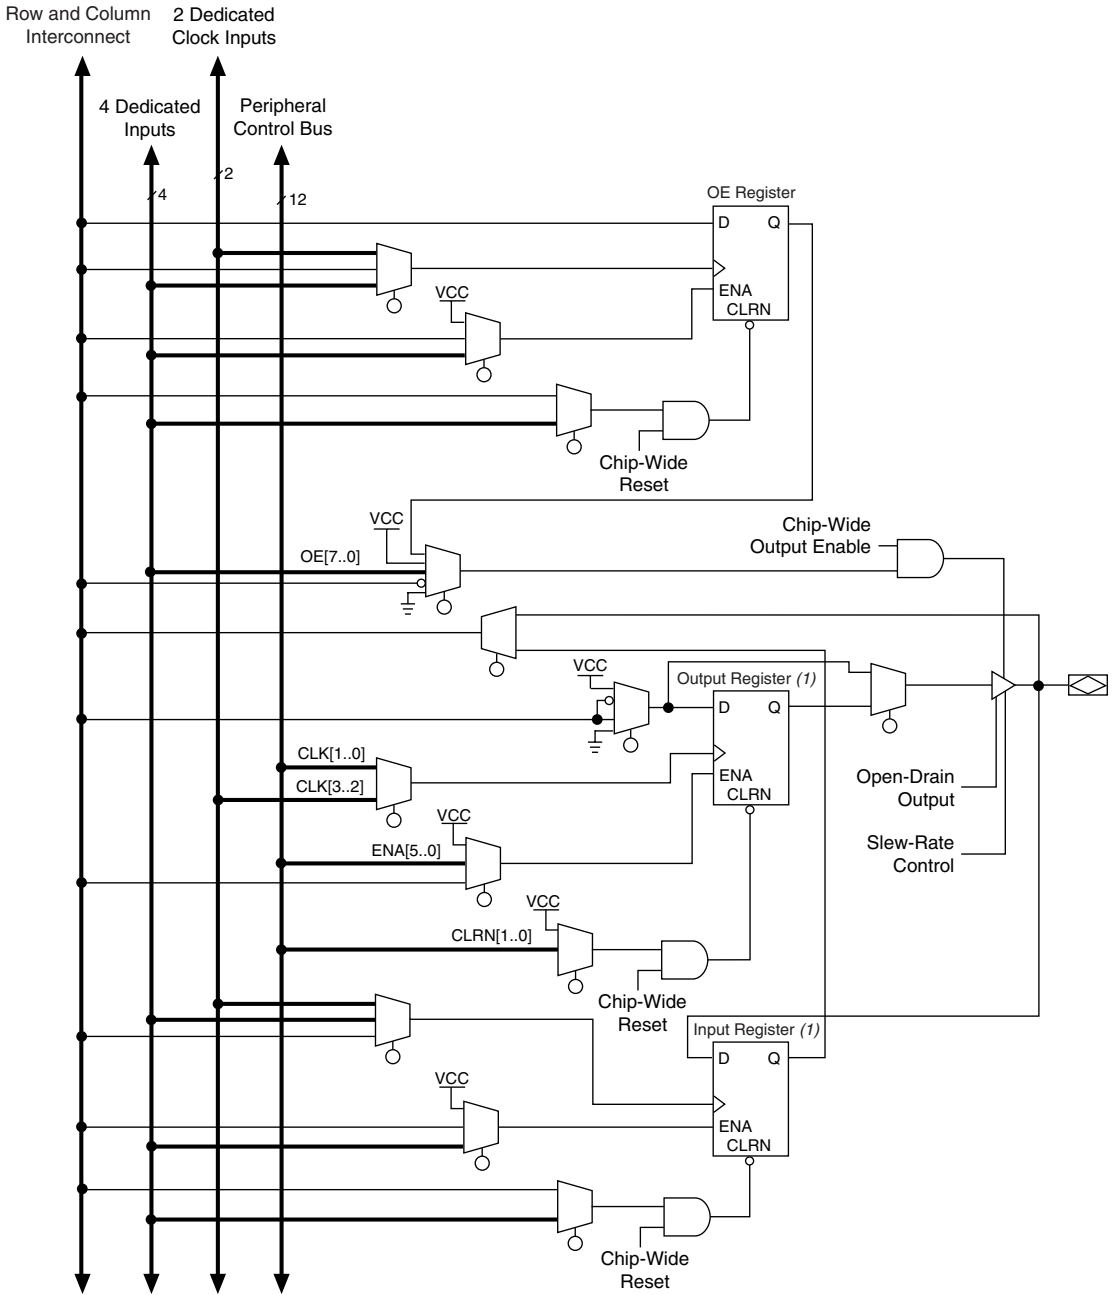 Row and Column
Interconnect
2 Dedicated
Clock Inputs
4 Dedicated
Inputs
Peripheral
Control Bus
2
4
12
OE Register
D
Q
ENA
CLRN
VCC
Chip-Wide
Reset
VCC
OE[7..0]
Chip-Wide
Output Enable
VCC
Output Register (1)
D
Q
ENA
CLRN
CLK[1..0]
CLK[3..2]
Open-Drain
Output
VCC
ENA[5..0]
Slew-Rate
Control
VCC
CLRN[1..0]
Chip-Wide
Reset
Input Register (1)
D
Q
ENA
CLRN
VCC
Chip-Wide
Reset